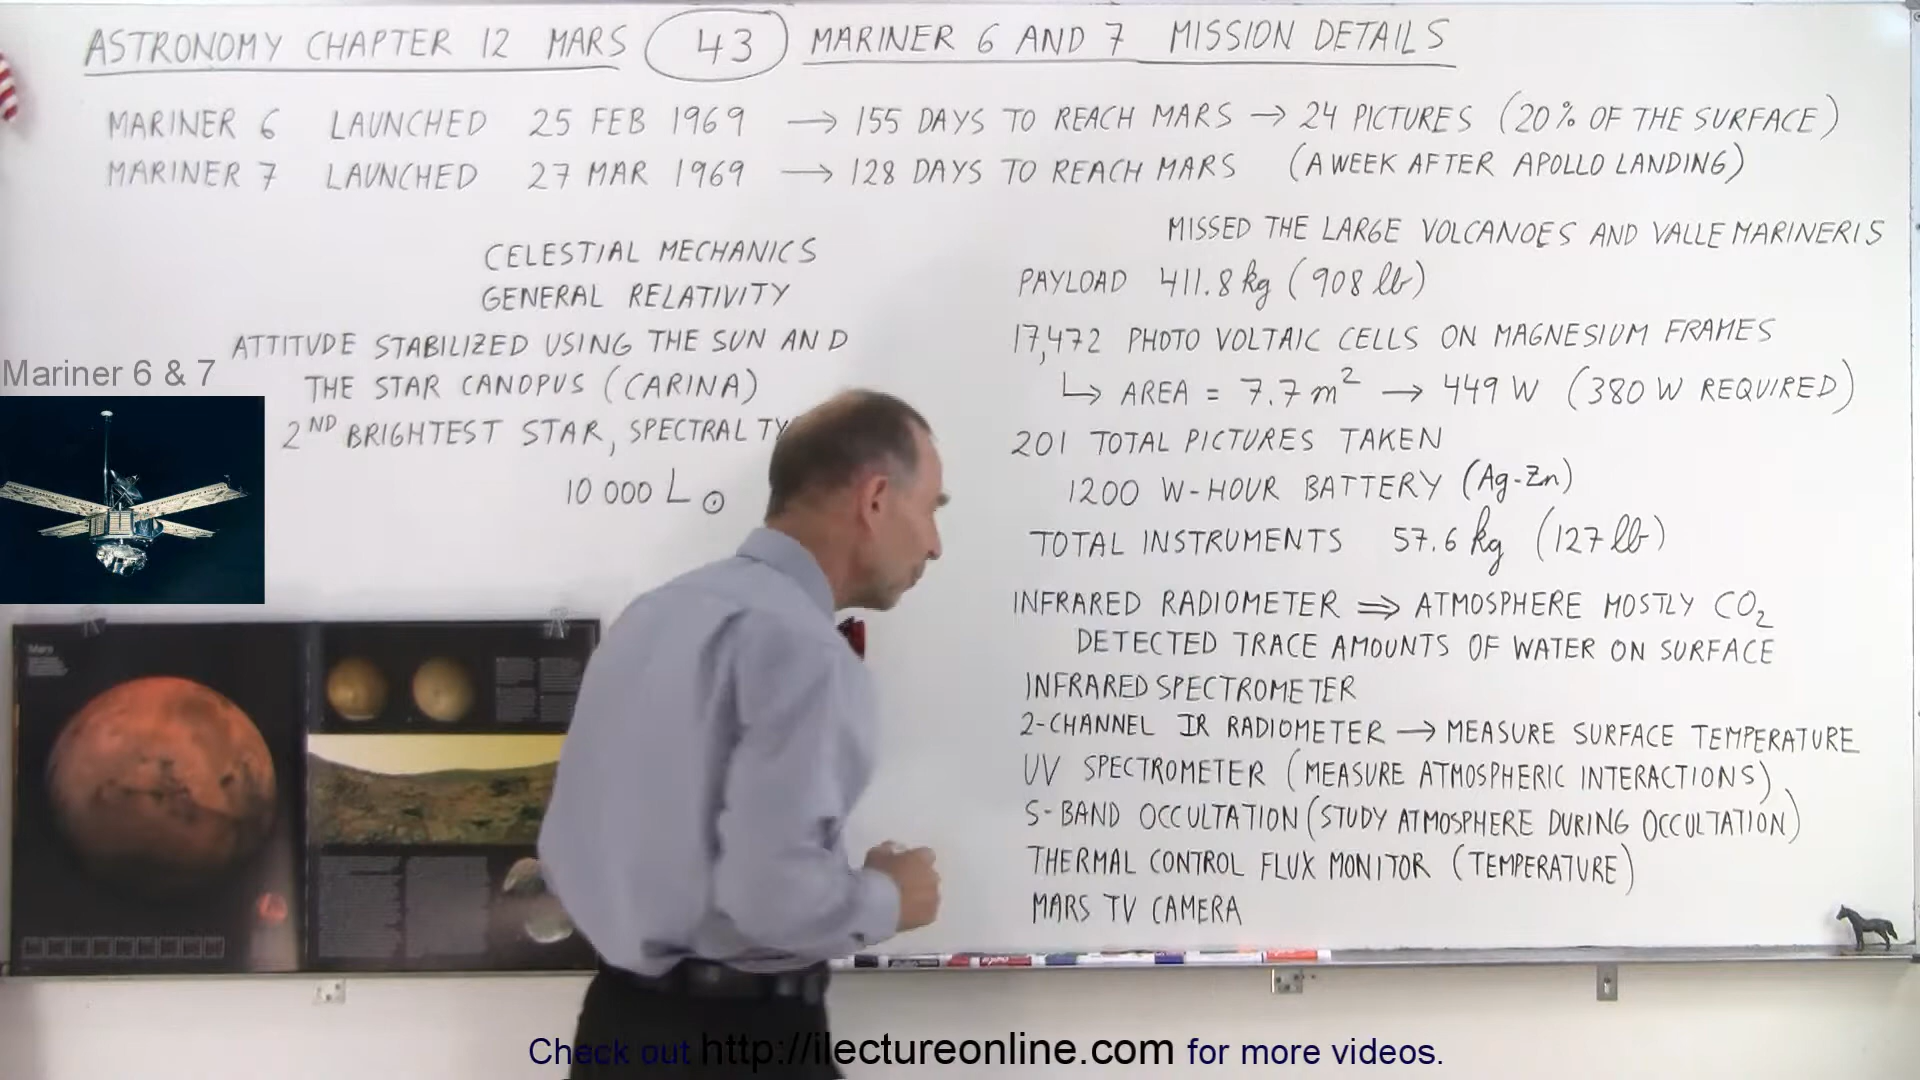 ASTRONOMY CHAPTER 12 MARS 43 MARINER 6 AND 7 MISSION DETAILS
MARINER 6 LAUNCHED 25 FEB 1969 → 155 DAYS TO REACH MARS → 24 PICTURES (20% OF THE SURFACE)
MARINER 7 LAUNCHED 27 MAR 1969 → 128 DAYS TO REACH MARS (A WEEK AFTER APOLLO LANDING)
CELESTIAL MECHANICS
GENERAL RELATIVITY
ATTITUDE STABILIZED USING THE SUN AND
THE STAR CANOPUS (CARINA)
2ND BRIGHTEST STAR, SPECTRAL
10 000 L☉
Mariner 6 & 7
Mars
MISSED THE LARGE VOLCANOES AND VALLE MARINERIS
PAYLOAD 411.8 kg (908 lb)
17,472 PHOTO VOLTAIC CELLS ON MAGNESIUM FRAMES
↳ AREA = 7.7 m² → 449 W (380 W REQUIRED)
201 TOTAL PICTURES TAKEN
1200 W-HOUR BATTERY (Ag-Zn)
TOTAL INSTRUMENTS 57.6 kg (127 lb)
INFRARED RADIOMETER ⇒ ATMOSPHERE MOSTLY CO₂
DETECTED TRACE AMOUNTS OF WATER ON SURFACE
INFRARED SPECTROMETER
2-CHANNEL IR RADIOMETER → MEASURE SURFACE TEMPERATURE
UV SPECTROMETER (MEASURE ATMOSPHERIC INTERACTIONS)
S-BAND OCCULTATION (STUDY ATMOSPHERE DURING OCCULTATION)
THERMAL CONTROL FLUX MONITOR (TEMPERATURE)
MARS TV CAMERA
Check out http://ilectureonline.com for more videos.